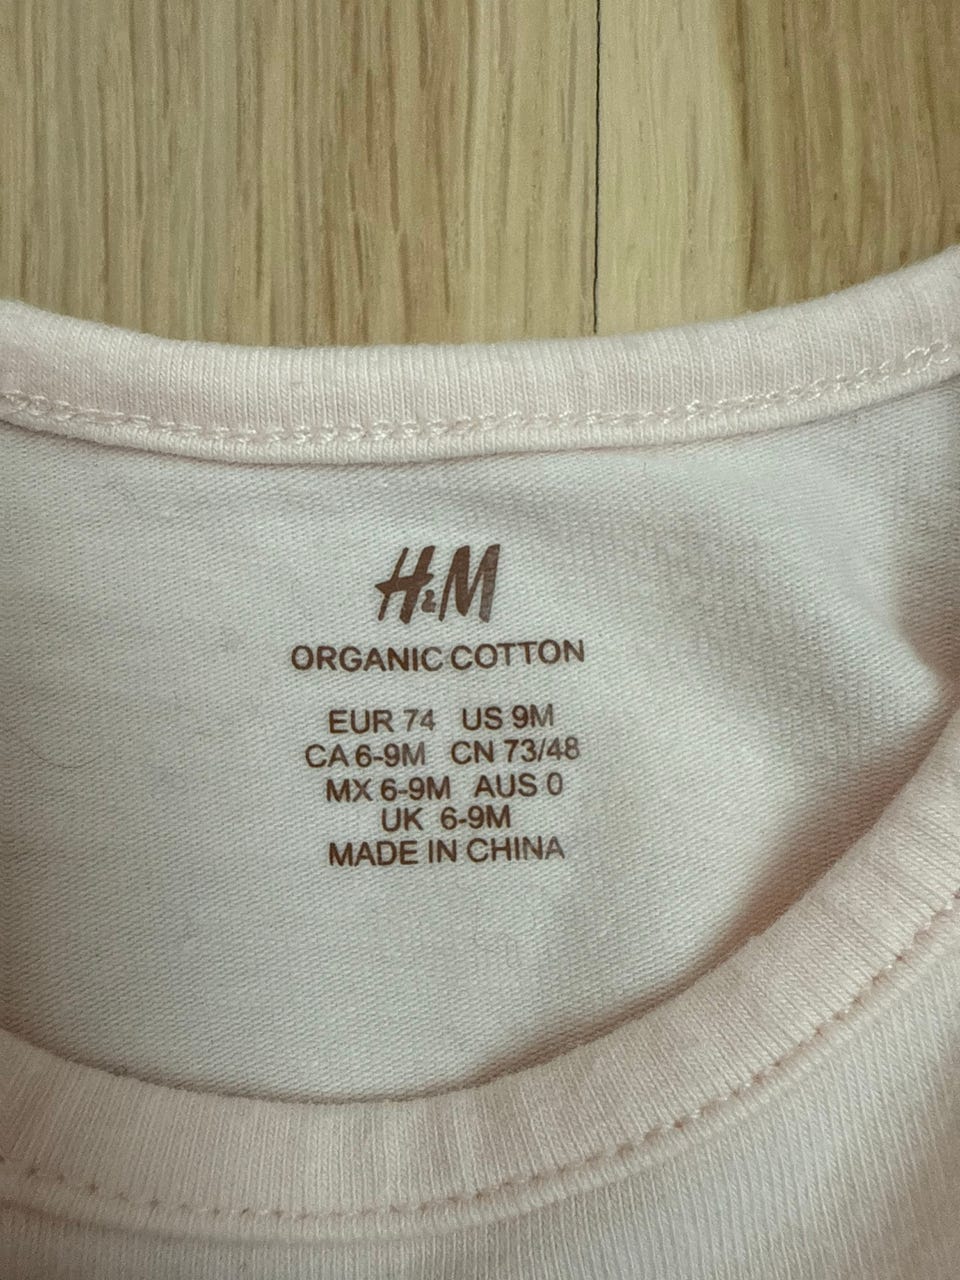 H&M
ORGANIC COTTON
EUR 74 US 9M
CA 6-9M CN 73/48
MX 6-9M AUS 0
UK 6-9M
MADE IN CHINA